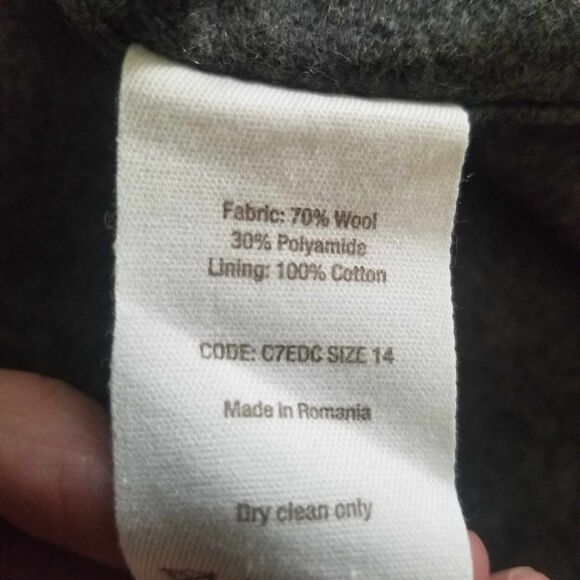 Fabric: 70% Wool
30% Polyamide
Lining: 100% Cotton
CODE: C7EDC SIZE 14
Made in Romania
Dry clean only